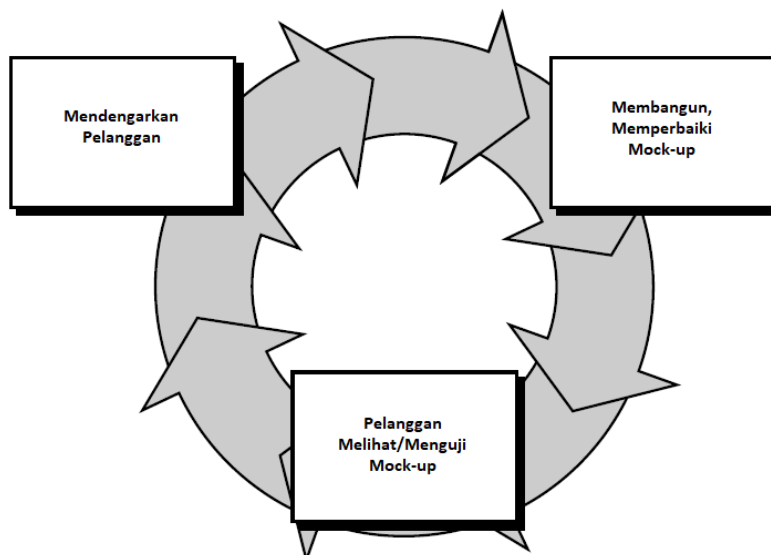 Mendengarkan
Pelanggan
Membangun,
Memperbaiki
Mock-up
Pelanggan
Melihat/Menguji
Mock-up